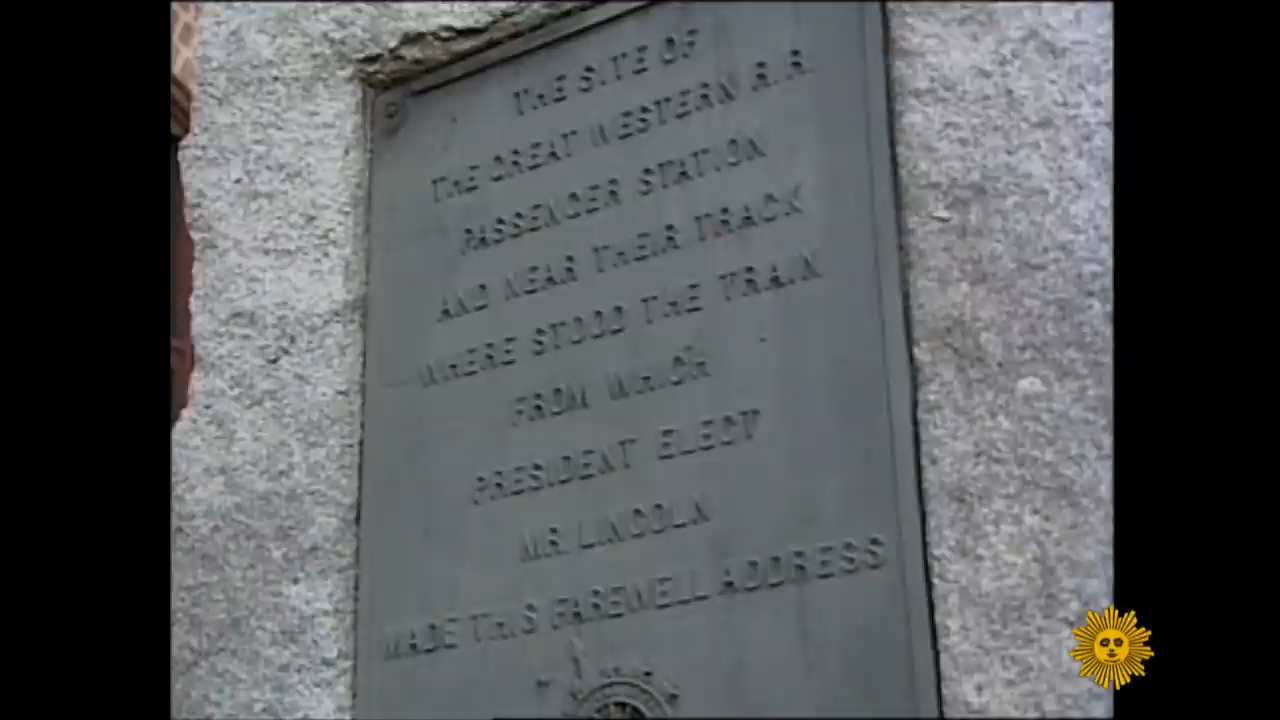 THE SITE OF
THE GREAT WESTERN R.R.
PASSENGER STATION
AND NEAR THEIR TRACK
WHERE STOOD THE TRAIN
FROM WHICH
PRESIDENT ELECT
MR. LINCOLN
MADE THIS FAREWELL ADDRESS